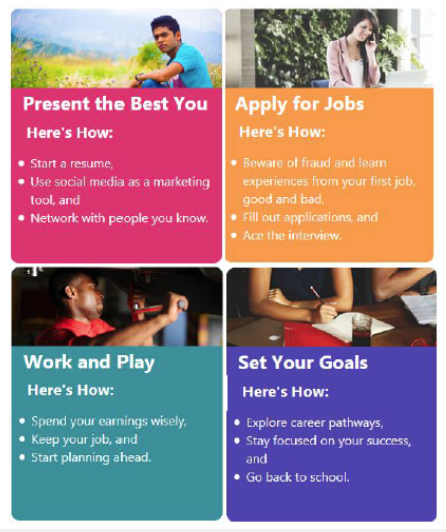 Present the Best You
Here's How:
• Start a resume,
• Use social media as a marketing
tool, and
• Network with people you know.
Apply for Jobs
Here's How:
• Beware of fraud and learn
experiences from your first job,
good and bad,
• Fill out applications, and
• Ace the interview.
Work and Play
Here's How:
• Spend your earnings wisely,
• Keep your job, and
• Start planning ahead.
Set Your Goals
Here's How:
• Explore career pathways,
• Stay focused on your success,
and
• Go back to school.